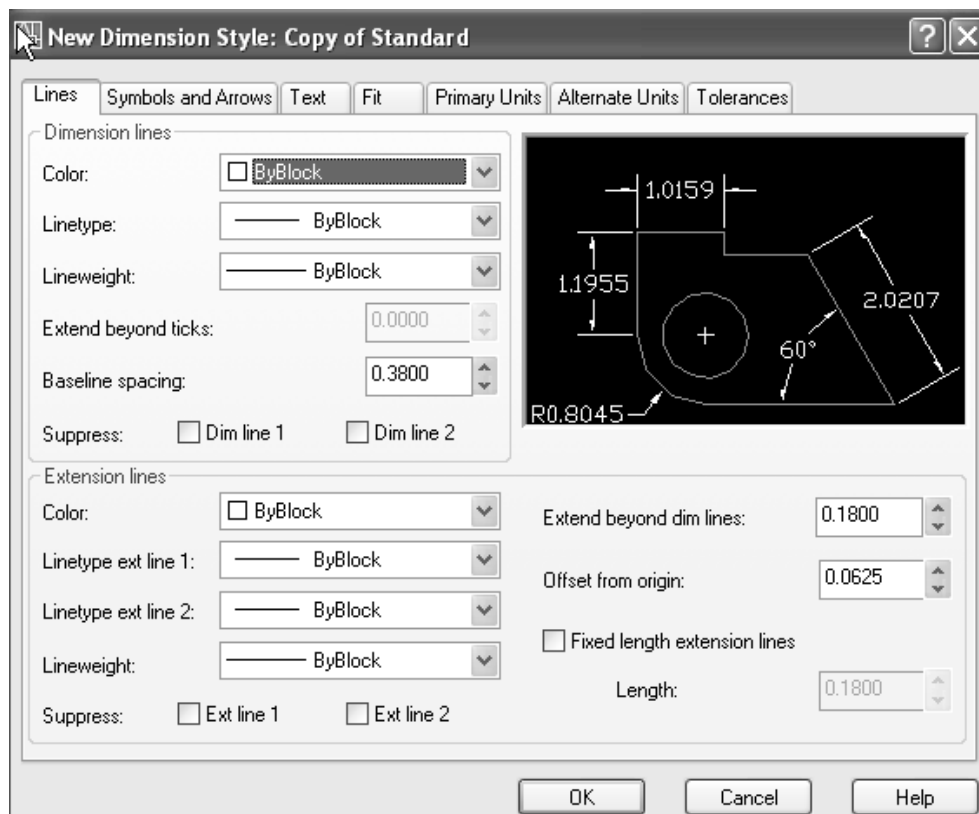 New Dimension Style: Copy of Standard
Lines Symbols and Arrows Text Fit Primary Units Alternate Units Tolerances
Dimension lines
Color: ByBlock
Linetype: ByBlock
Lineweight: ByBlock
Extend beyond ticks: 0.0000
Baseline spacing: 0.3800
Suppress: Dim line 1 Dim line 2
1.0159
1.1955
2.0207
60°
R0.8045
Extension lines
Color: ByBlock
Linetype ext line 1: ByBlock
Linetype ext line 2: ByBlock
Lineweight: ByBlock
Suppress: Ext line 1 Ext line 2
Extend beyond dim lines: 0.1800
Offset from origin: 0.0625
Fixed length extension lines
Length: 0.1800
OK Cancel Help